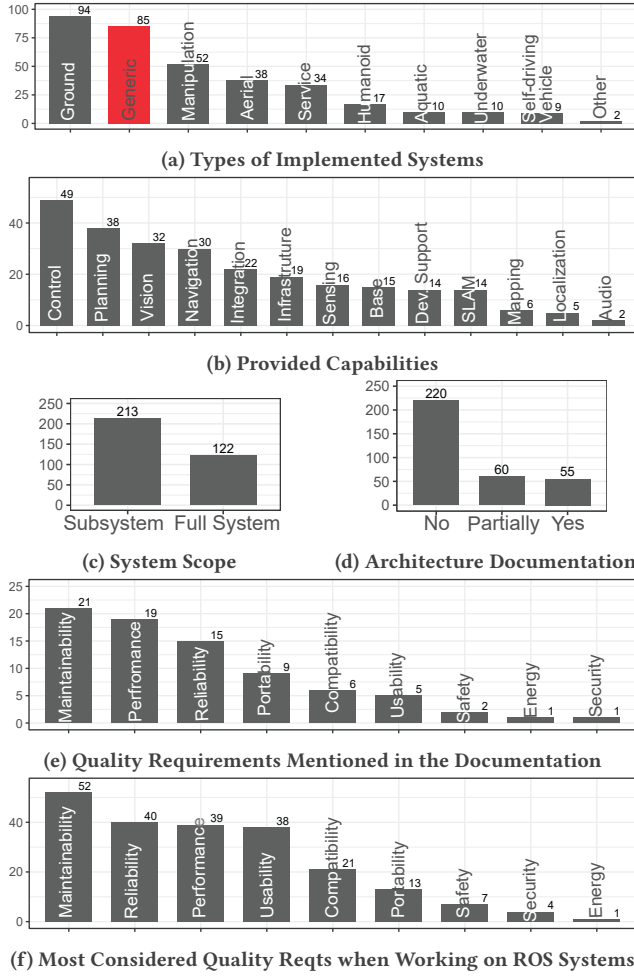 100 75 50 25 0
94 85 52 38 34 17 10 10 9 2
Ground Generic Manipulation Aerial Service Humanoid Aquatic Underwater Self-driving Vehicle Other
(a) Types of Implemented Systems
40 20 0
49 38 32 30 22 19 16 15 14 14 6 5 2
Control Planning Vision Navigation Integration Infrastruture Sensing Base Dev. Support SLAM Mapping Localization Audio
(b) Provided Capabilities
250 200 150 100 50 0
213 122
Subsystem Full System
(c) System Scope
250 200 150 100 50 0
220 60 55
No Partially Yes
(d) Architecture Documentation
25 20 15 10 5 0
21 19 15 9 6 5 2 1 1
Maintainability Perfromance Reliability Portability Compatibility Usability Safety Energy Security
(e) Quality Requirements Mentioned in the Documentation
40 20 0
52 40 39 38 21 13 7 4 1
Maintainability Reliability Performance Usability Compatibility Portability Safety Security Energy
(f) Most Considered Quality Reqts when Working on ROS Systems